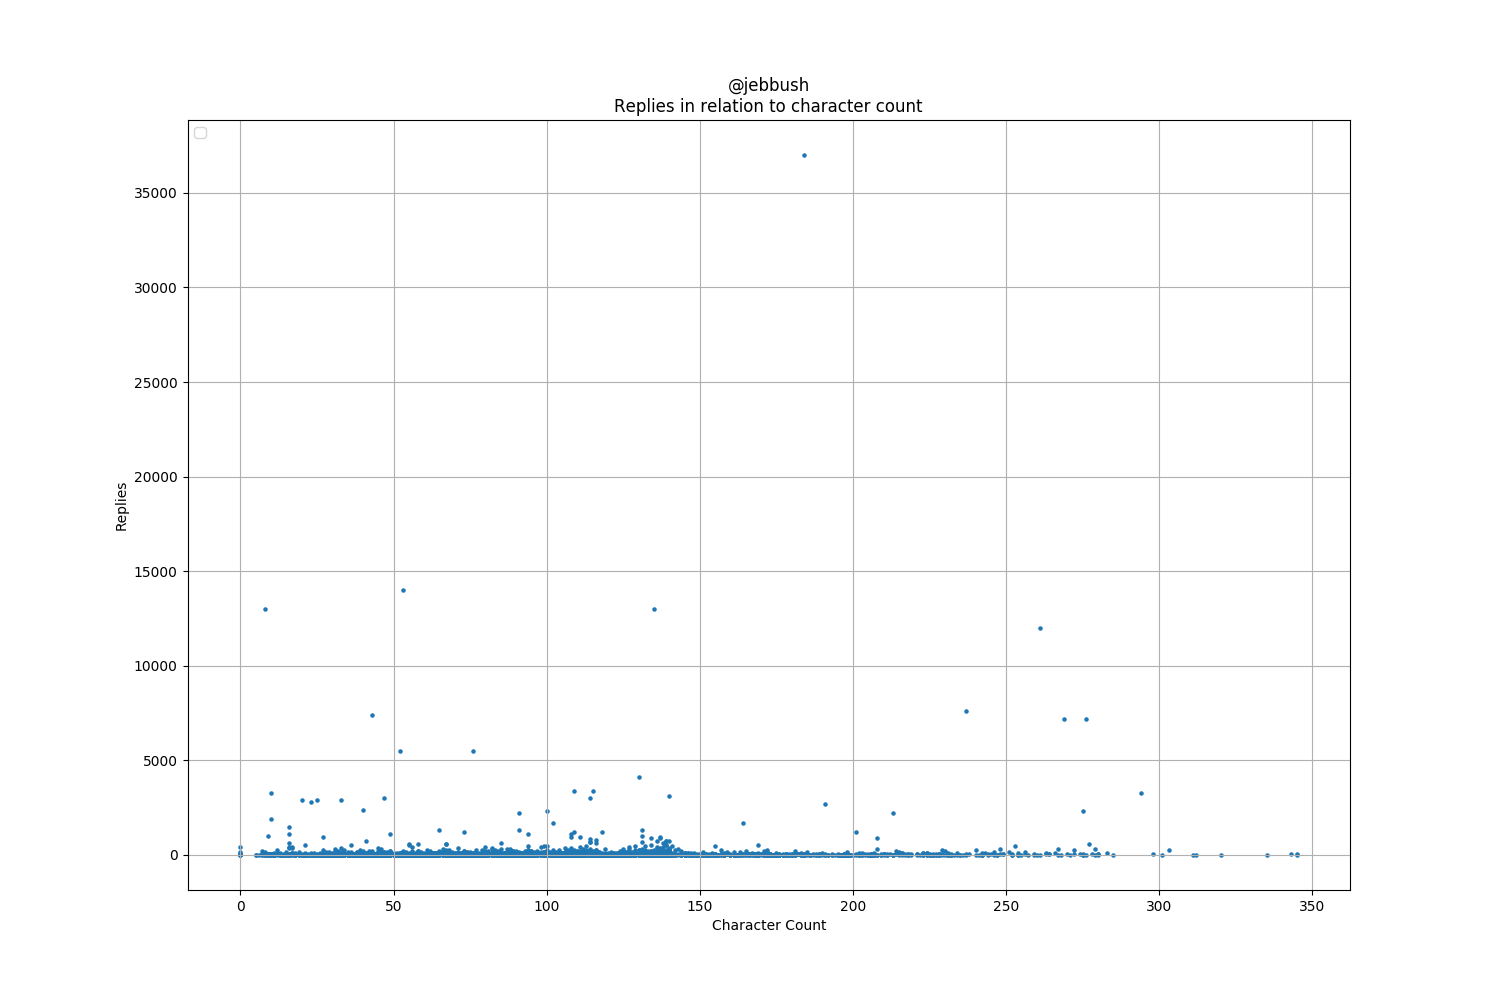 @jebbush
Replies in relation to character count
35000
30000
25000
20000
15000
10000
5000
0
Replies
0 50 100 150 200 250 300 350
Character Count